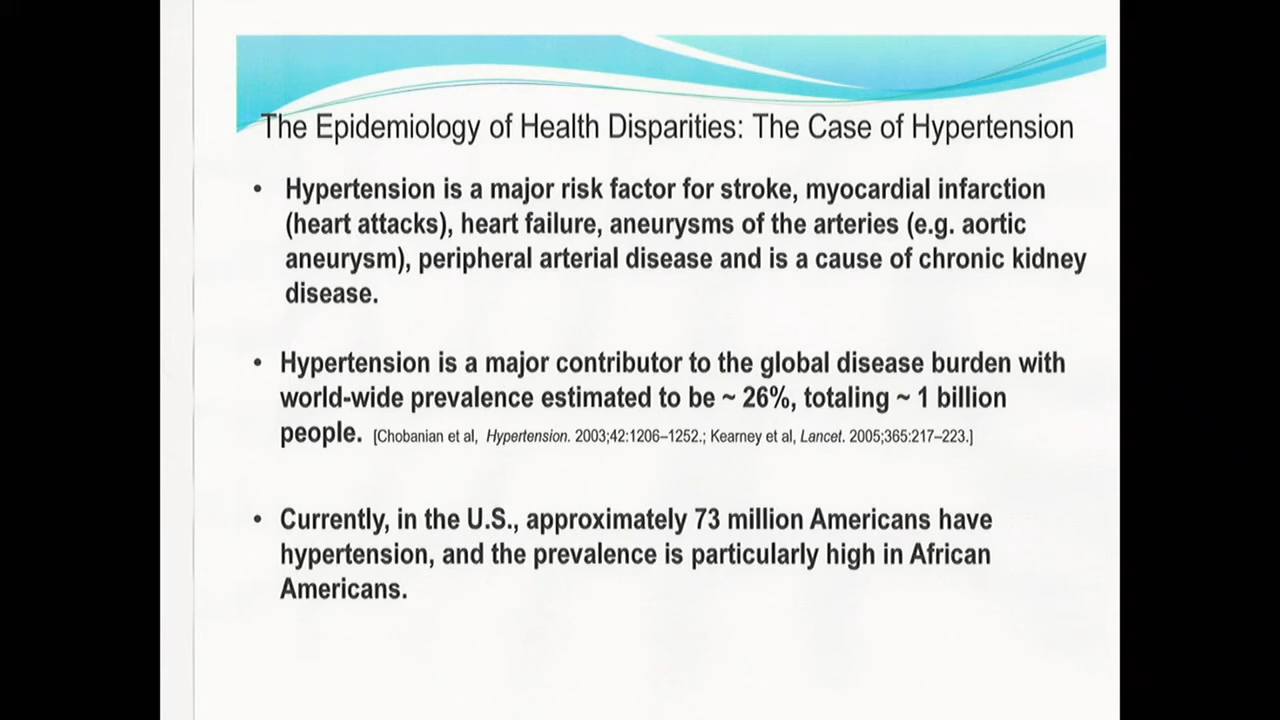 The Epidemiology of Health Disparities: The Case of Hypertension
• Hypertension is a major risk factor for stroke, myocardial infarction
(heart attacks), heart failure, aneurysms of the arteries (e.g. aortic
aneurysm), peripheral arterial disease and is a cause of chronic kidney
disease.
• Hypertension is a major contributor to the global disease burden with
world-wide prevalence estimated to be ~ 26%, totaling ~ 1 billion
people. [Chobanian et al, Hypertension. 2003;42:1206–1252.; Kearney et al, Lancet. 2005;365:217–223.]
• Currently, in the U.S., approximately 73 million Americans have
hypertension, and the prevalence is particularly high in African
Americans.